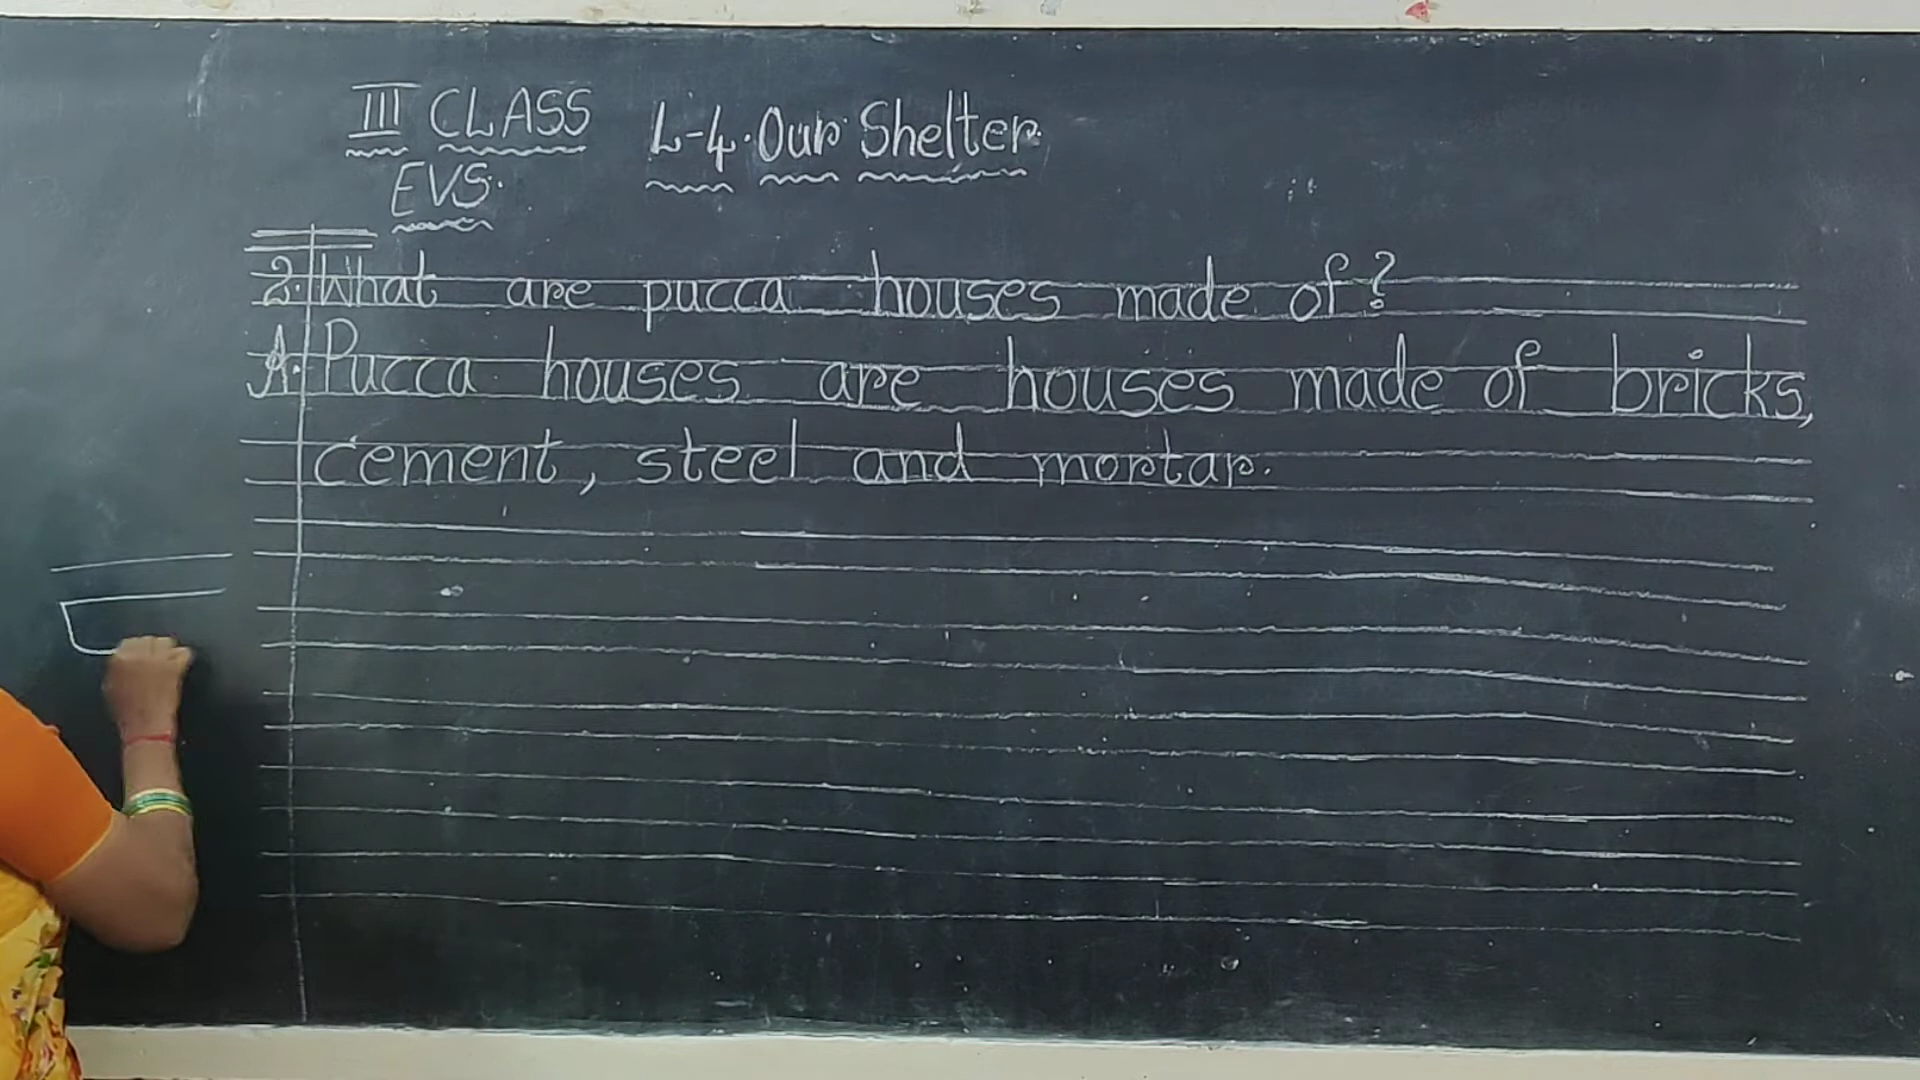 III CLASS
L-4. Our Shelter.
EVS.
2. What are pucca houses made of?
A. Pucca houses are houses made of bricks,
cement, steel and mortar.